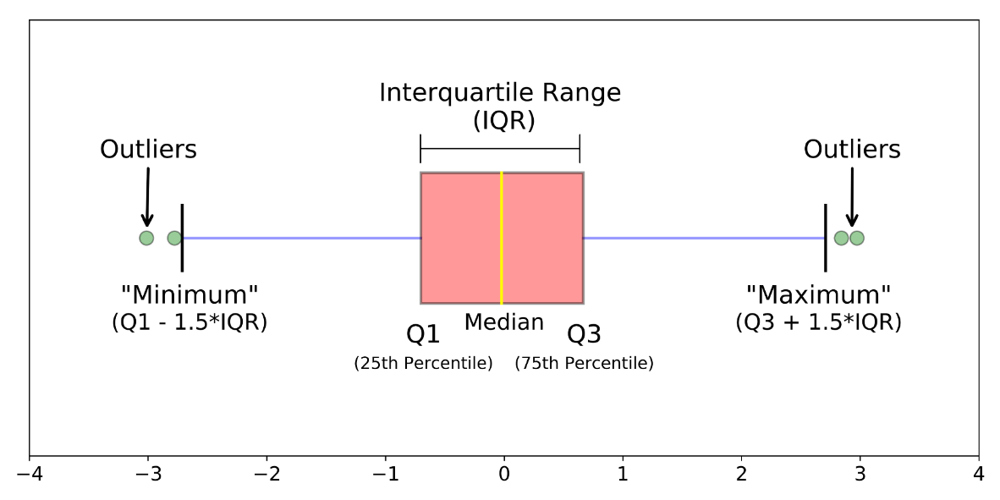 Interquartile Range
(IQR)
Outliers
Outliers
"Minimum"
(Q1 - 1.5*IQR)
"Maximum"
(Q3 + 1.5*IQR)
Median
Q1
Q3
(25th Percentile)
(75th Percentile)
−4 −3 −2 −1 0 1 2 3 4